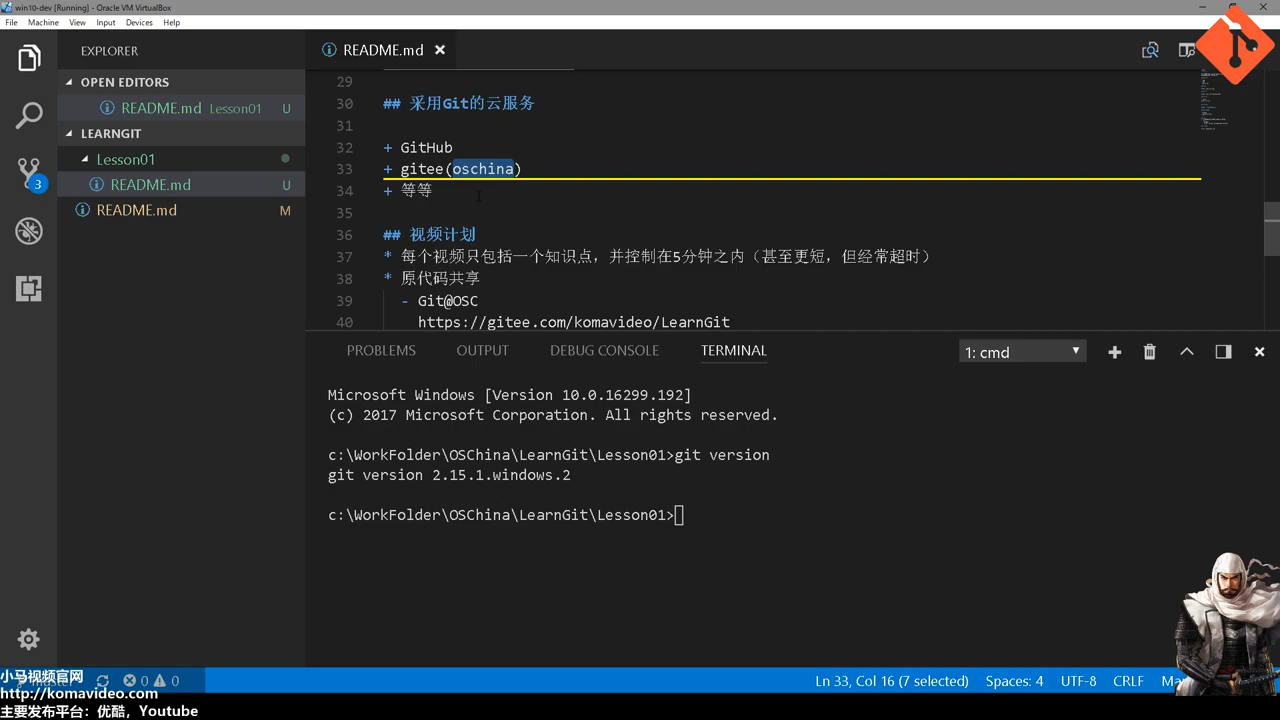 win10-dev [Running] - Oracle VM VirtualBox
File Machine View Input Devices Help
EXPLORER
OPEN EDITORS
README.md Lesson01 U
LEARNGIT
Lesson01
README.md U
README.md M
3
README.md
29
30 ## 采用Git的云服务
31
32 + GitHub
33 + gitee(oschina)
34 + 等等
35
36 ## 视频计划
37 * 每个视频只包括一个知识点，并控制在5分钟之内（甚至更短，但经常超时）
38 * 原代码共享
39 - Git@OSC
40 https://gitee.com/komavideo/LearnGit
PROBLEMS OUTPUT DEBUG CONSOLE TERMINAL 1: cmd
Microsoft Windows [Version 10.0.16299.192]
(c) 2017 Microsoft Corporation. All rights reserved.
c:\WorkFolder\OSChina\LearnGit\Lesson01>git version
git version 2.15.1.windows.2
c:\WorkFolder\OSChina\LearnGit\Lesson01>
小马视频官网
http://komavideo.com
主要发布平台：优酷，Youtube
0 0
Ln 33, Col 16 (7 selected) Spaces: 4 UTF-8 CRLF